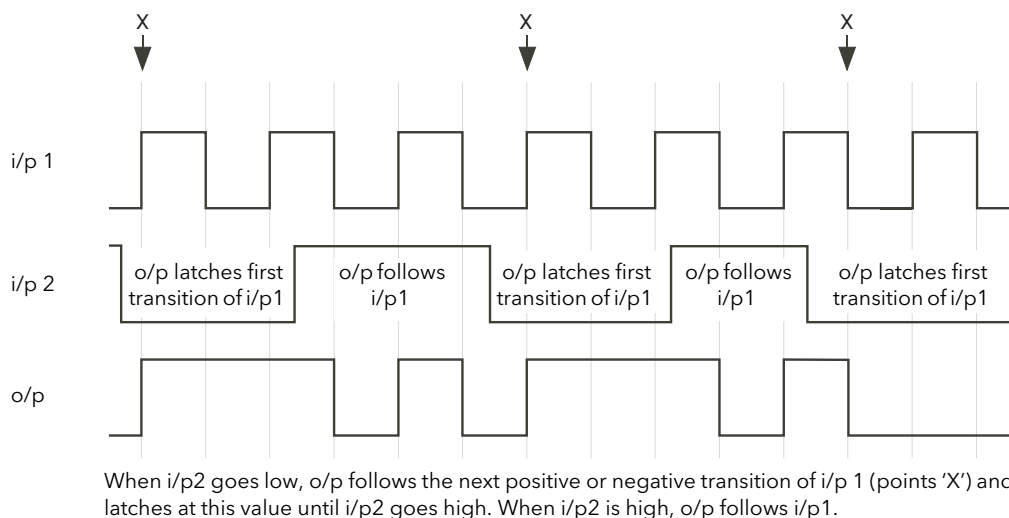 X X X
i/p 1
i/p 2
o/p latches first
transition of i/p1
o/p follows
i/p1
o/p latches first
transition of i/p1
o/p follows
i/p1
o/p latches first
transition of i/p1
o/p
When i/p2 goes low, o/p follows the next positive or negative transition of i/p 1 (points ‘X’) and
latches at this value until i/p2 goes high. When i/p2 is high, o/p follows i/p1.